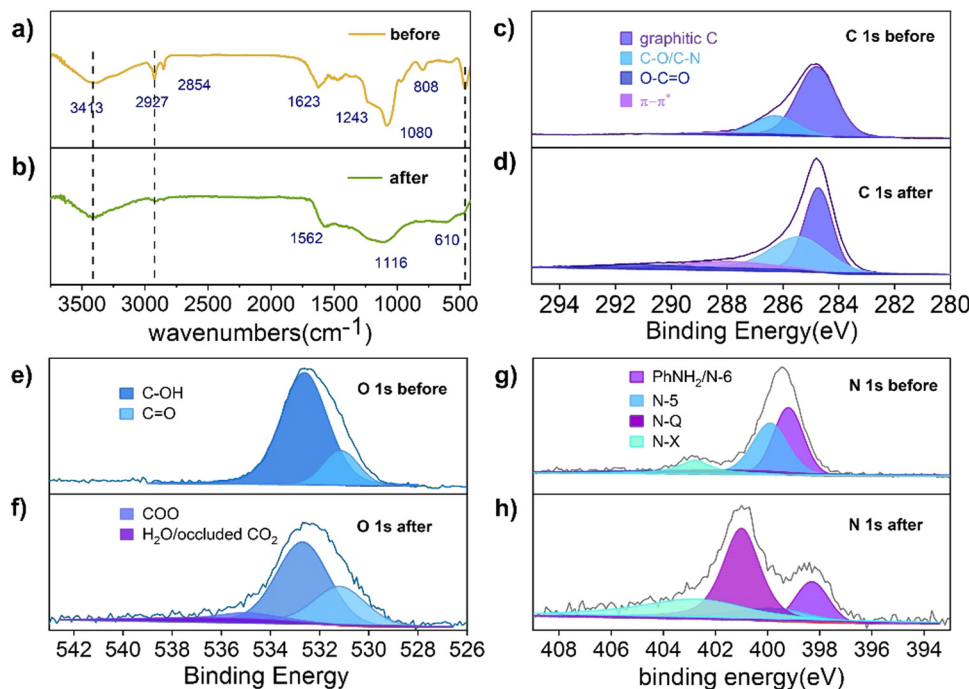 a)
before
3413
2927
2854
1623
1243
1080
808
b)
after
1562
1116
610
3750 3000 2250 1500 1000 500
wavenumbers(cm⁻¹)
c)
graphitic C
C-O/C-N
O-C=O
π-π*
C 1s before
d)
C 1s after
294 292 290 288 286 284 282 280
Binding Energy(eV)
e)
C-OH
C=O
O 1s before
f)
COO
H₂O/occluded CO₂
O 1s after
542 540 538 536 534 532 530 528 526
Binding Energy
g)
PhNH₂/N-6
N-5
N-Q
N-X
N 1s before
h)
N 1s after
408 406 404 402 400 398 396 394
binding energy(eV)